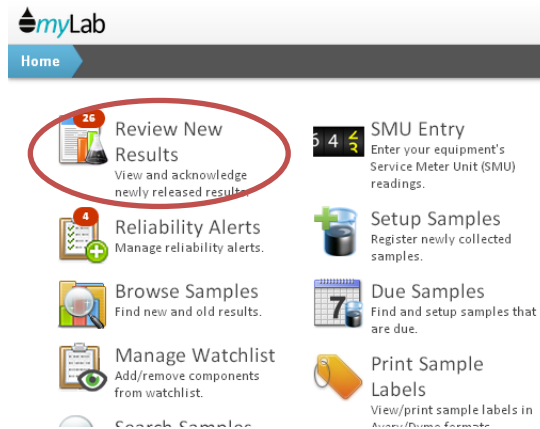 myLab
Home
26
Review New
Results
View and acknowledge
newly released results.
4
Reliability Alerts
Manage reliability alerts.
Browse Samples
Find new and old results.
Manage Watchlist
Add/remove components
from watchlist.
Search Samples
SMU Entry
Enter your equipment's
Service Meter Unit (SMU)
readings.
Setup Samples
Register newly collected
samples.
7
Due Samples
Find and setup samples that
are due.
Print Sample
Labels
View/print sample labels in
Avery/Dymo formats